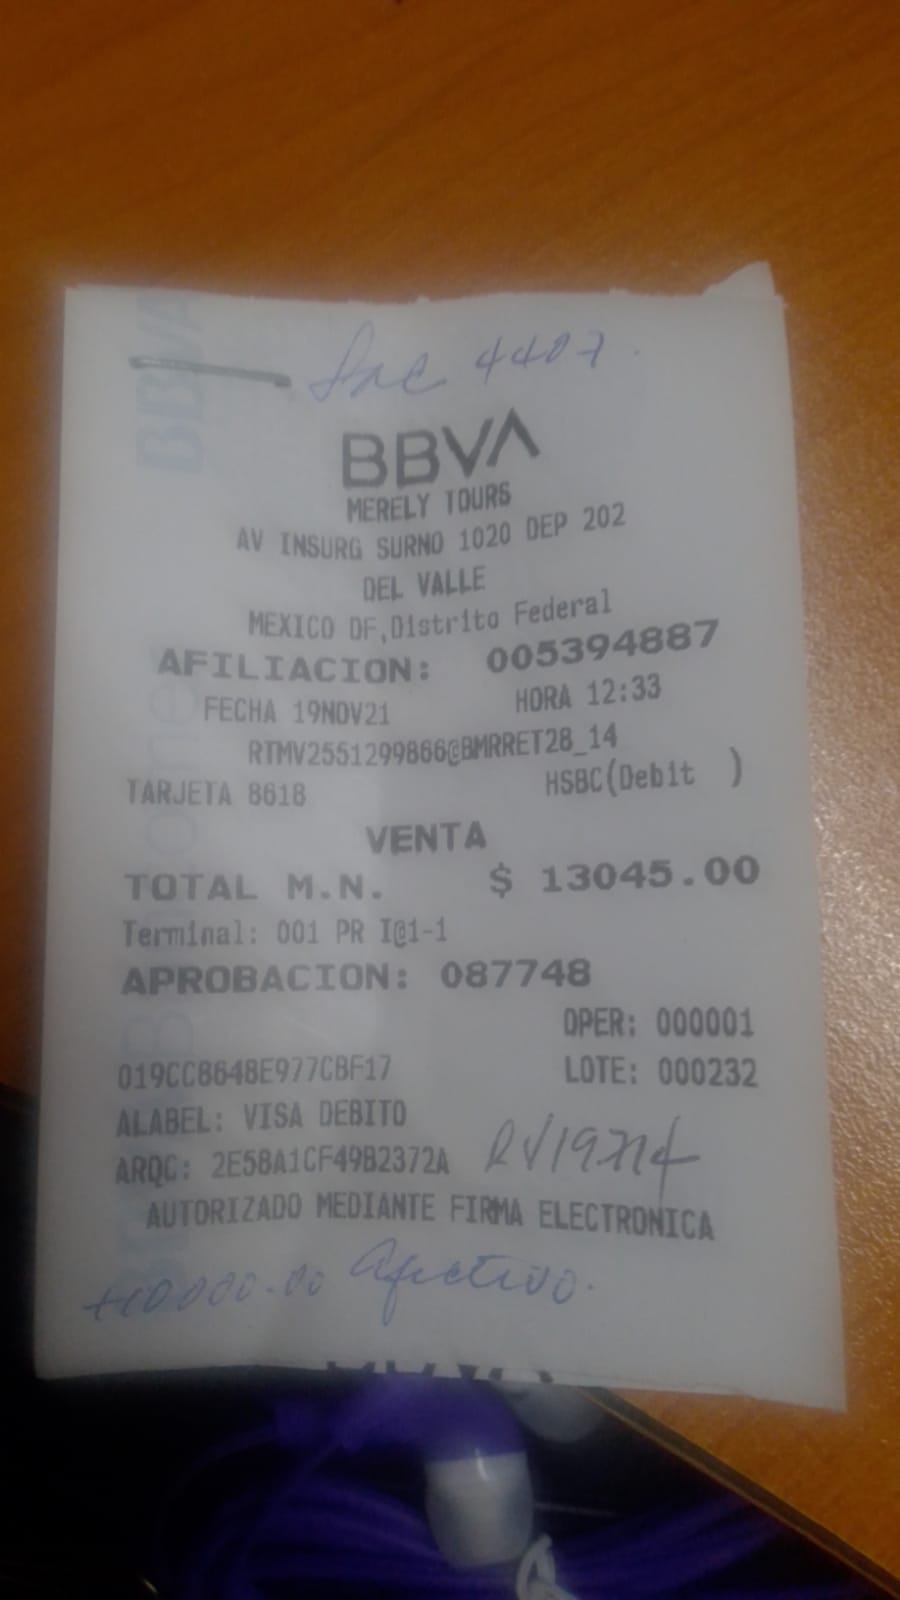 Fac 4407.
BBVA
MERELY TOURS
AV INSURG SURNO 1020 DEP 202
DEL VALLE
MEXICO DF,Distrito Federal
AFILIACION: 005394887
FECHA 19NOV21 HORA 12:33
RTMV2551299866@BMRRET28_14
TARJETA 8618 HSBC(Debit )
VENTA
TOTAL M.N. $ 13045.00
Terminal: 001 PR I@1-1
APROBACION: 087748
OPER: 000001
019CC8648E977CBF17 LOTE: 000232
ALABEL: VISA DEBITO
ARQC: 2E58A1CF49B2372A
AUTORIZADO MEDIANTE FIRMA ELECTRONICA
+10000.00 Efectivo.